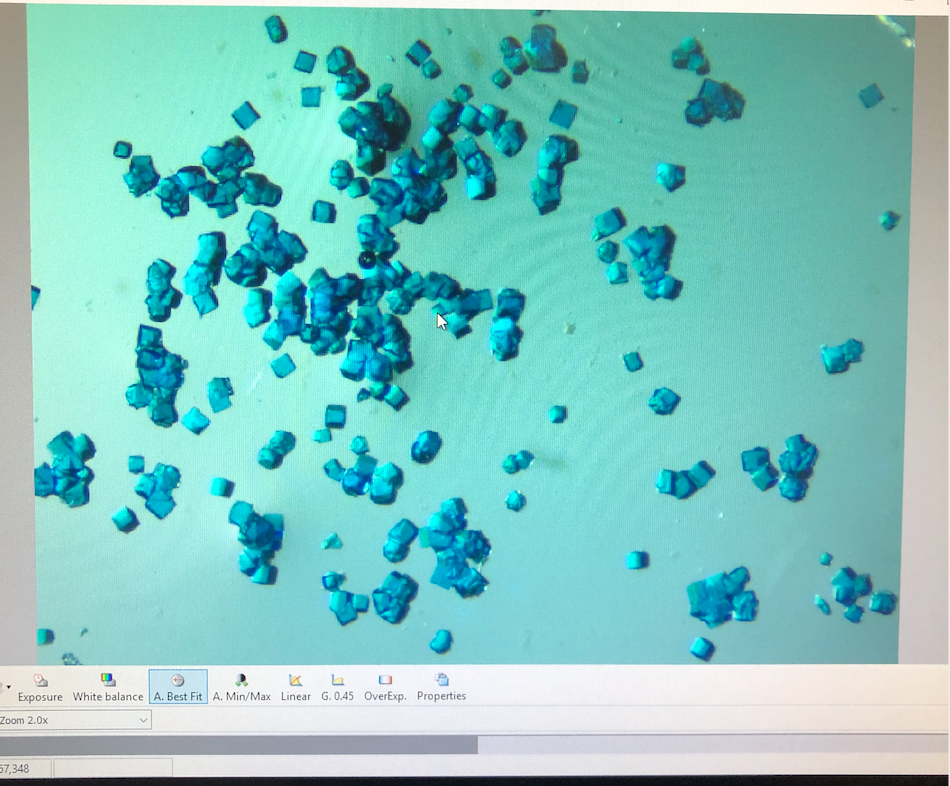 Exposure White balance A. Best Fit A. Min/Max Linear G. 0.45 OverExp. Properties
Zoom 2.0x
57,348